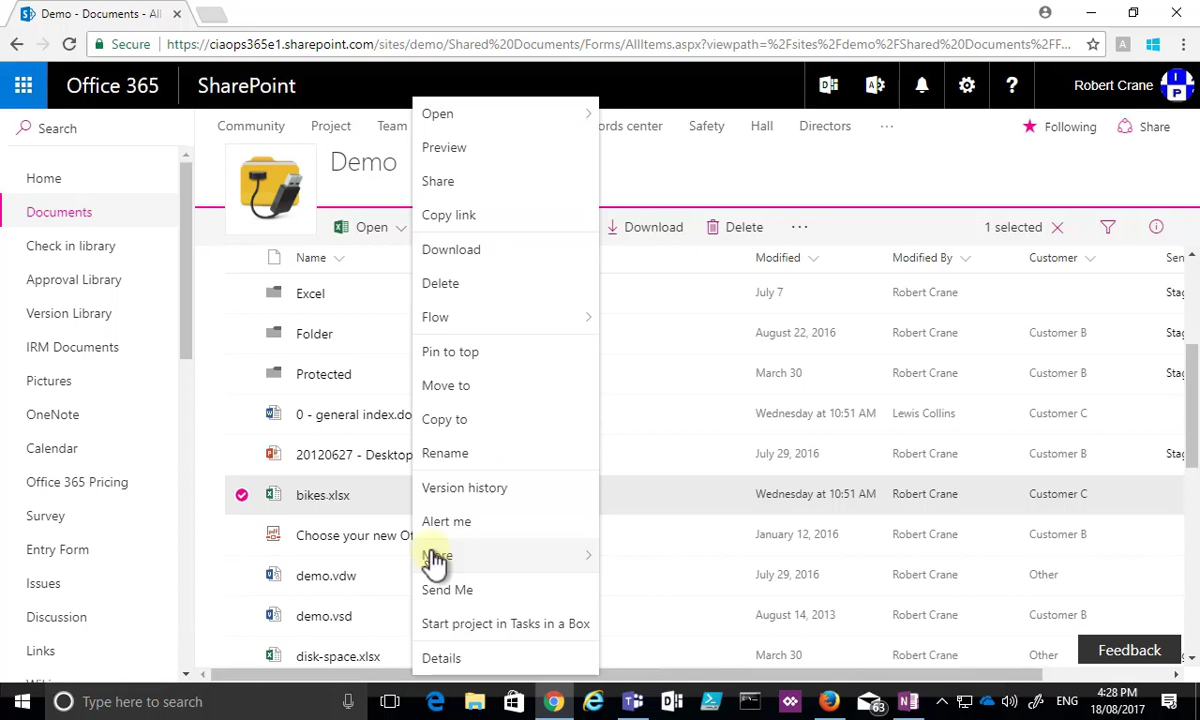 Demo - Documents - All
Secure
https://ciaops365e1.sharepoint.com/sites/demo/Shared%20Documents/Forms/AllItems.aspx?viewpath=%2Fsites%2Fdemo%2FShared%20Documents%2FF...
Office 365
SharePoint
Robert Crane
Search
Community
Project
Team
ords center
Safety
Hall
Directors
Following
Share
Demo
Home
Documents
Check in library
Approval Library
Version Library
IRM Documents
Pictures
OneNote
Calendar
Office 365 Pricing
Survey
Entry Form
Issues
Discussion
Links
Open
Download
Delete
1 selected
Name
Modified
Modified By
Customer
Sen
Excel
July 7
Robert Crane
Stag
Folder
August 22, 2016
Robert Crane
Customer B
Protected
March 30
Robert Crane
Customer B
Stag
0 - general index.do
Wednesday at 10:51 AM
Lewis Collins
Customer C
20120627 - Desktop
July 29, 2016
Robert Crane
Customer B
Stag
bikes.xlsx
Wednesday at 10:51 AM
Robert Crane
Customer C
Choose your new Of
January 12, 2016
Robert Crane
Customer B
demo.vdw
July 29, 2016
Robert Crane
Other
demo.vsd
August 14, 2013
Robert Crane
Customer B
disk-space.xlsx
March 30
Robert Crane
Other
Open
Preview
Share
Copy link
Download
Delete
Flow
Pin to top
Move to
Copy to
Rename
Version history
Alert me
More
Send Me
Start project in Tasks in a Box
Details
Feedback
Type here to search
63
ENG
4:28 PM
18/08/2017